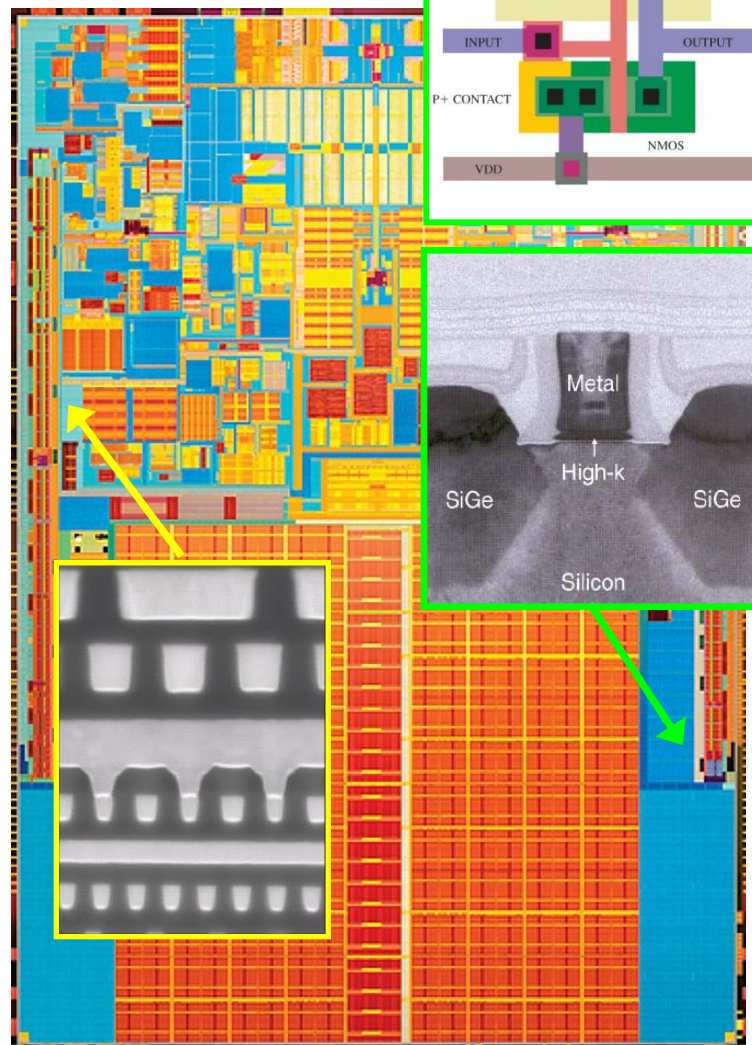 INPUT
OUTPUT
P+ CONTACT
NMOS
VDD
Metal
High-k
SiGe
SiGe
Silicon